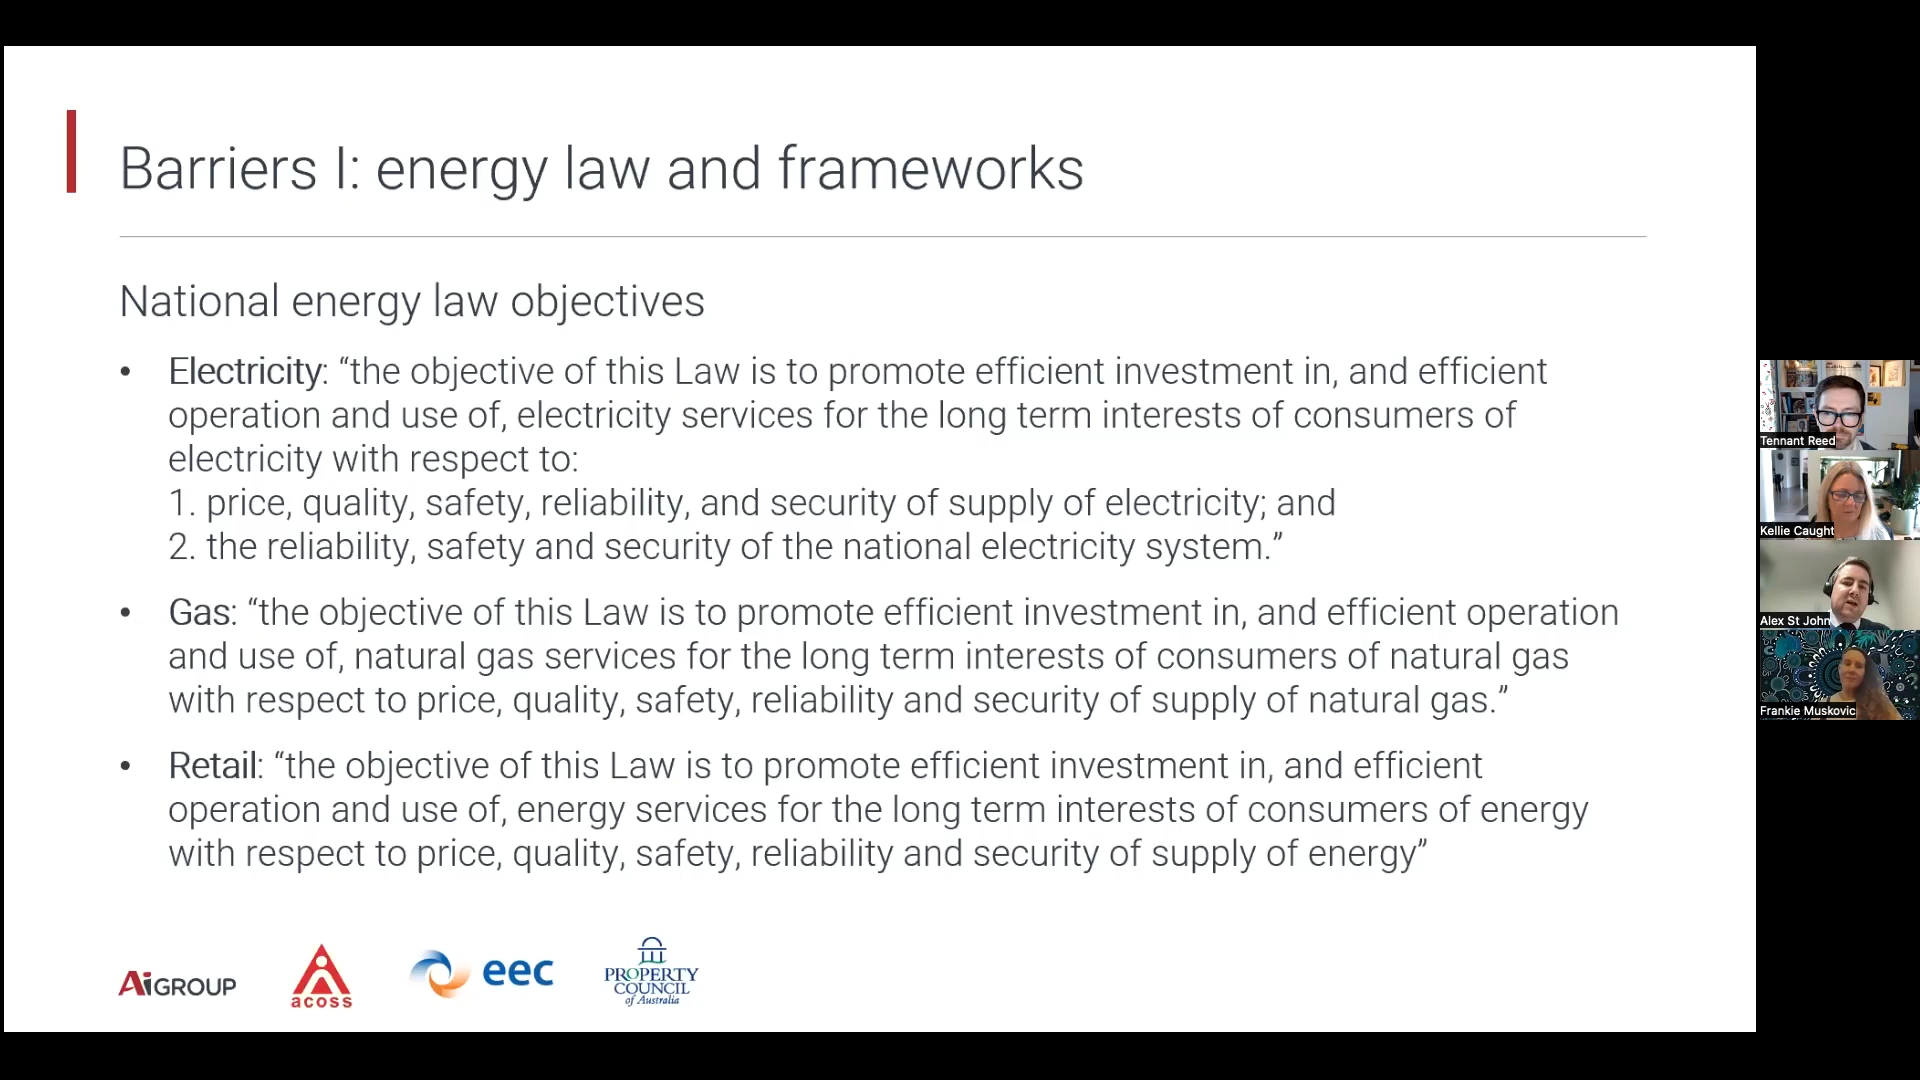 Barriers I: energy law and frameworks
National energy law objectives
• Electricity: “the objective of this Law is to promote efficient investment in, and efficient
operation and use of, electricity services for the long term interests of consumers of
electricity with respect to:
1. price, quality, safety, reliability, and security of supply of electricity; and
2. the reliability, safety and security of the national electricity system.”
• Gas: “the objective of this Law is to promote efficient investment in, and efficient operation
and use of, natural gas services for the long term interests of consumers of natural gas
with respect to price, quality, safety, reliability and security of supply of natural gas.”
• Retail: “the objective of this Law is to promote efficient investment in, and efficient
operation and use of, energy services for the long term interests of consumers of energy
with respect to price, quality, safety, reliability and security of supply of energy”
Ai GROUP
acoss
eec
PROPERTY
COUNCIL
of Australia
Tennant Reed
Kellie Caught
Alex St John
Frankie Muskovic